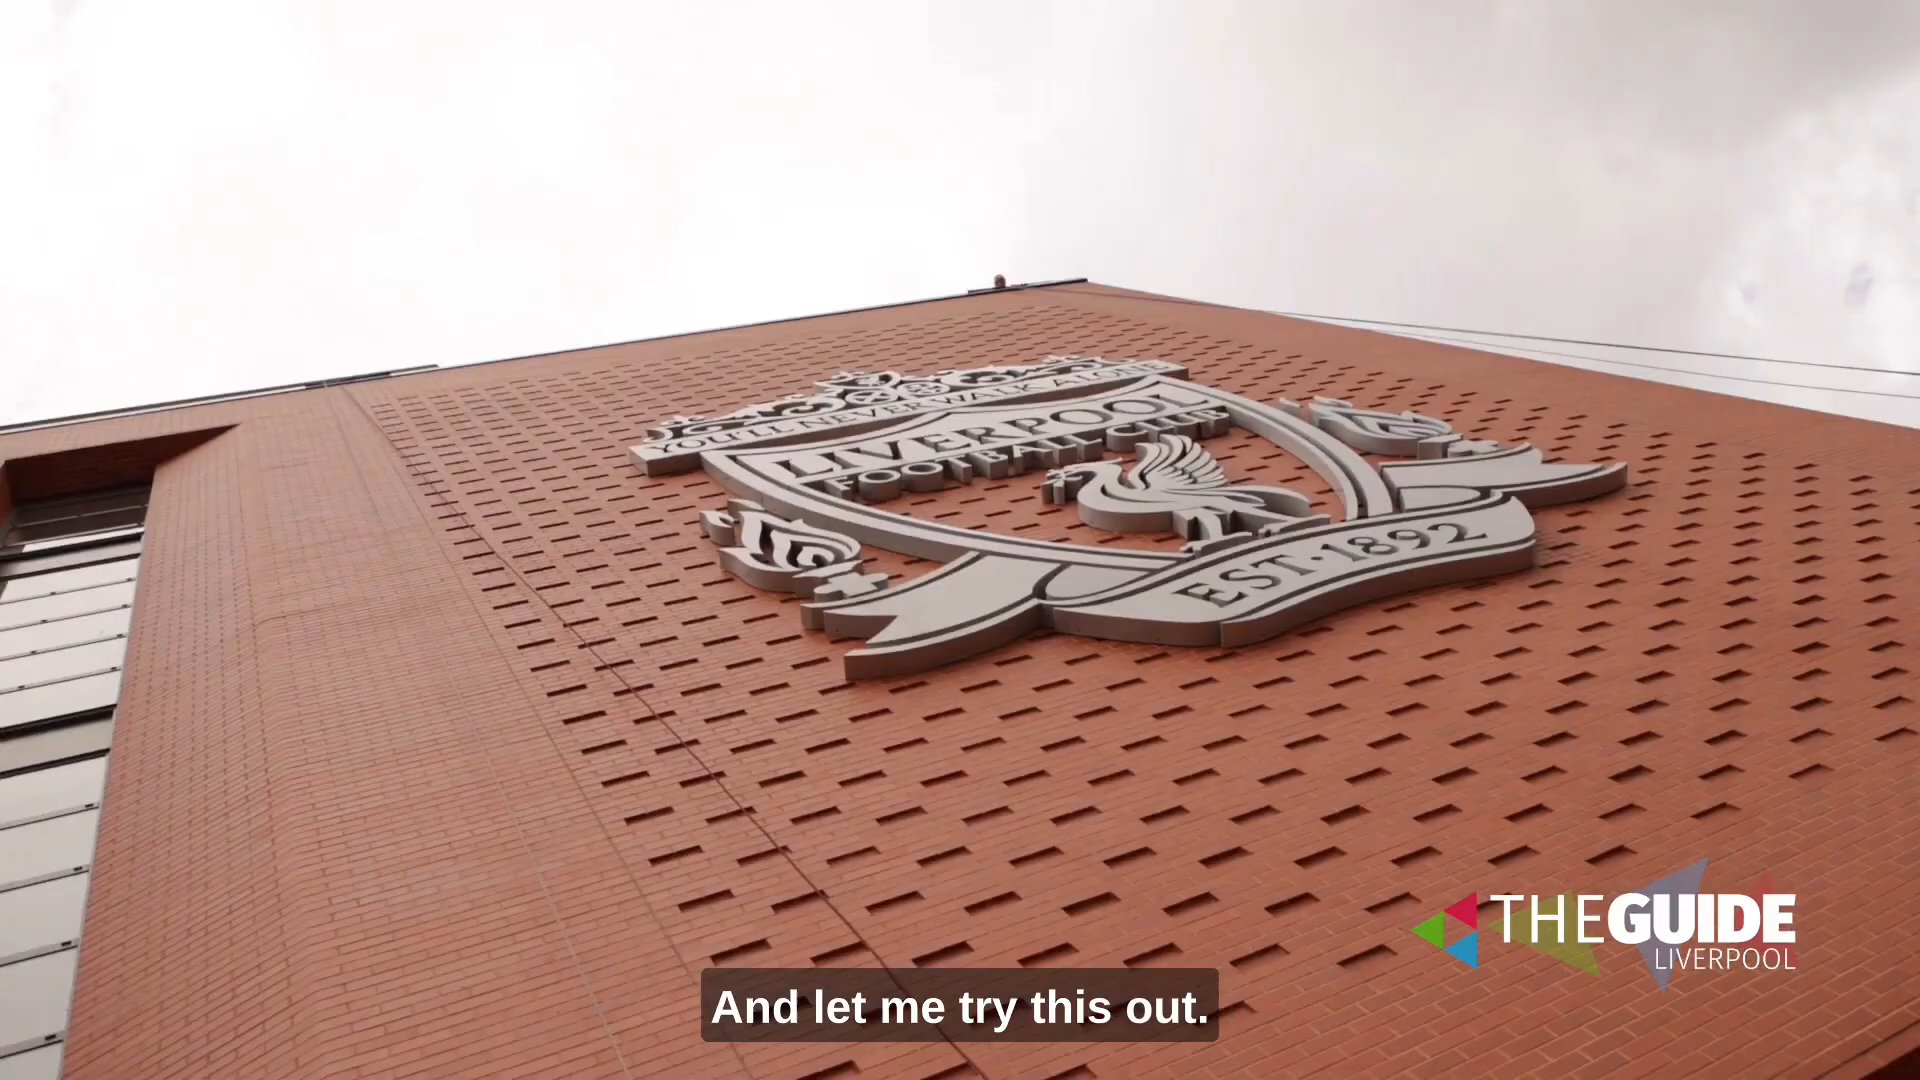 YOU'LL NEVER WALK ALONE
LIVERPOOL
FOOTBALL CLUB
EST·1892
THEGUIDE
LIVERPOOL
And let me try this out.